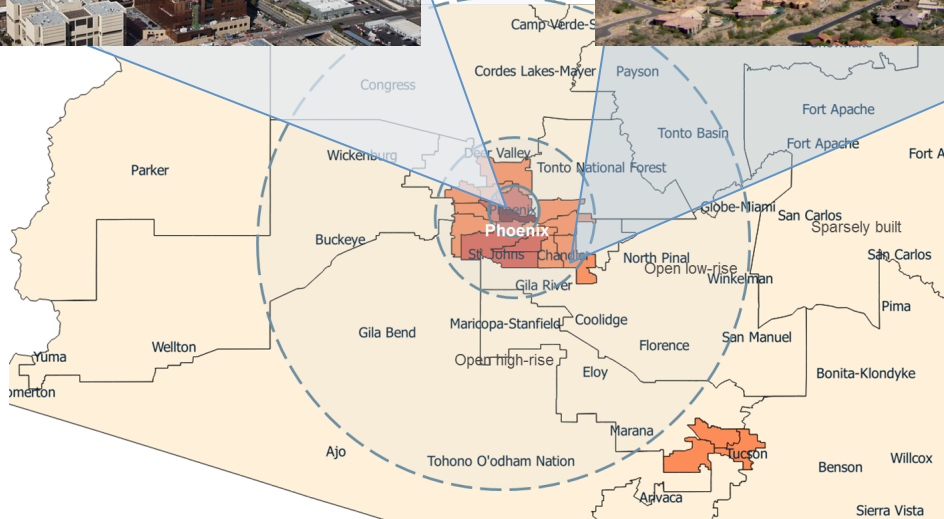 Camp Verde-S
Cordes Lakes-Mayer
Payson
Congress
Fort Apache
Tonto Basin
Fort Apache
Wickenburg
Deer Valley
Fort A
Tonto National Forest
Parker
Phoenix
Globe-Miami
San Carlos
Sparsely built
Phoenix
Buckeye
St. Johns
Chandler
North Pinal
San Carlos
Open low-rise
Winkelman
Gila River
Pima
Maricopa-Stanfield
Coolidge
Gila Bend
San Manuel
Wellton
Florence
Yuma
Open high-rise
Eloy
Bonita-Klondyke
omerton
Marana
Ajo
Tucson
Tohono O'odham Nation
Willcox
Benson
Arivaca
Sierra Vista